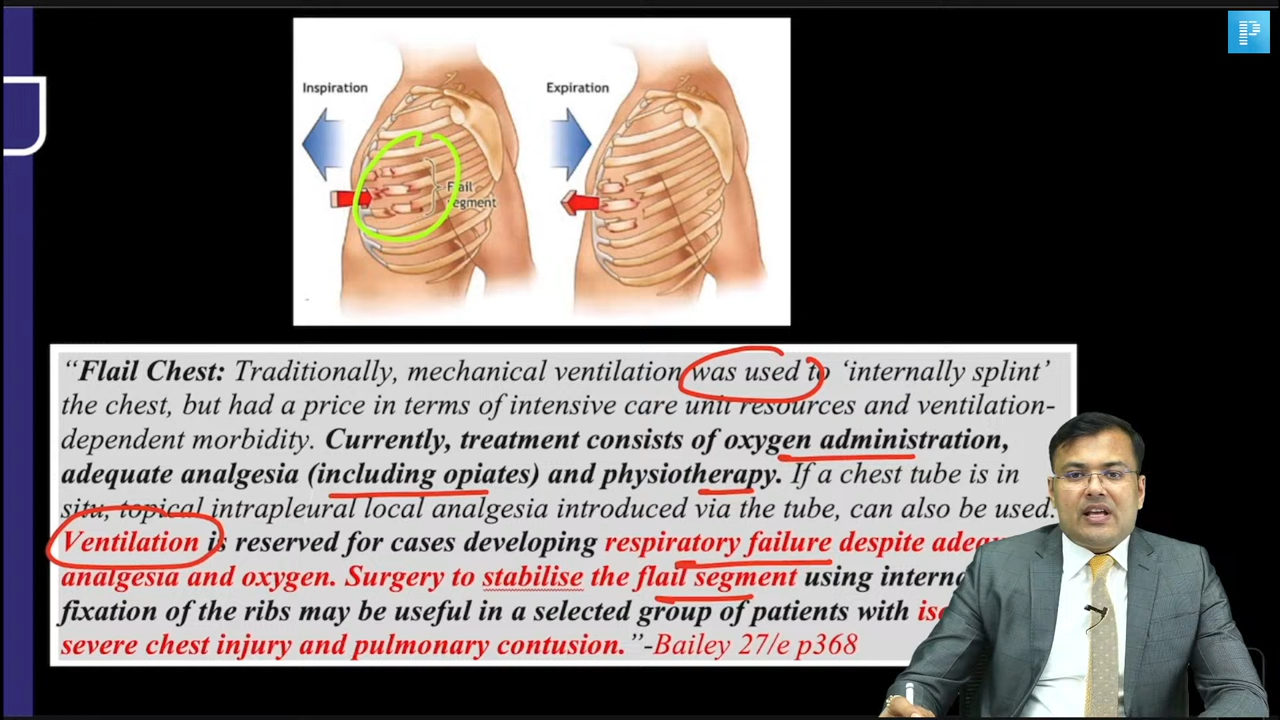 Inspiration
Expiration
Flail
segment
“Flail Chest: Traditionally, mechanical ventilation was used to ‘internally splint’
the chest, but had a price in terms of intensive care unit resources and ventilation-
dependent morbidity. Currently, treatment consists of oxygen administration,
adequate analgesia (including opiates) and physiotherapy. If a chest tube is in
situ, topical intrapleural local analgesia introduced via the tube, can also be used.
Ventilation is reserved for cases developing respiratory failure despite
analgesia and oxygen. Surgery to stabilise the flail segment using
fixation of the ribs may be useful in a selected group of patients with
severe chest injury and pulmonary contusion.”-Bailey 27/e p368